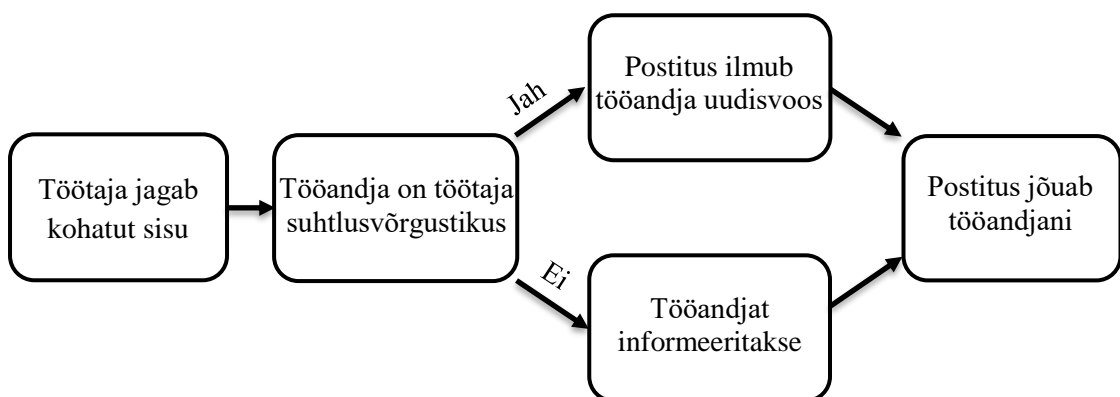 Töötaja jagab
kohatut sisu
Tööandja on töötaja
suhtlusvõrgustikus
Jah
Postitus ilmub
tööandja uudisvoos
Ei
Tööandjat
informeeritakse
Postitus jõuab
tööandjani